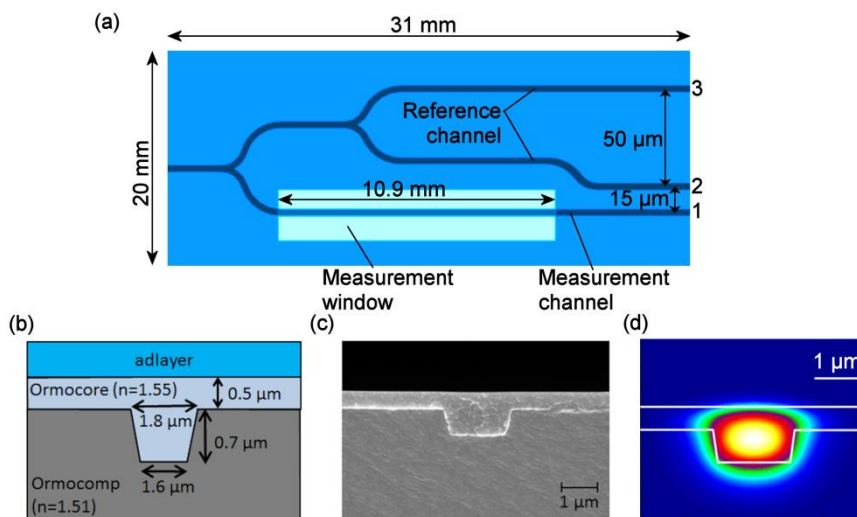 (a)
31 mm
20 mm
3
Reference
channel
50 µm
10.9 mm
2
15 µm
1
Measurement
window
Measurement
channel
(b)
adlayer
Ormocore (n=1.55)
0.5 µm
1.8 µm
0.7 µm
1.6 µm
Ormocomp
(n=1.51)
(c)
1 µm
(d)
1 µm